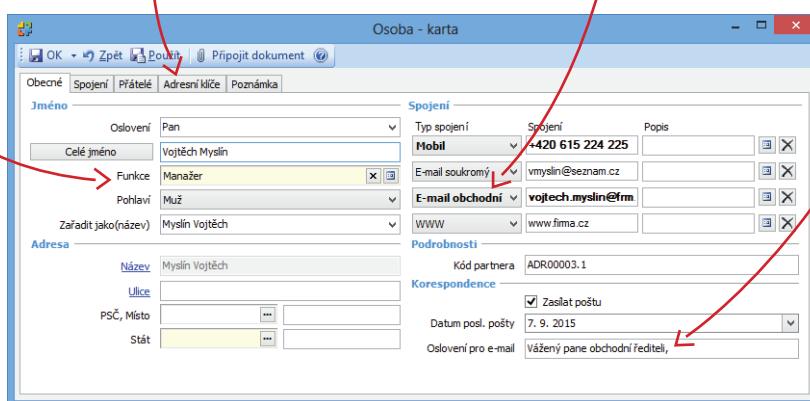 Osoba - karta
OK Zpět Použít Připojit dokument
Obecné Spojení Přátelé Adresní klíče Poznámka
Jméno
Oslovení Pan
Celé jméno Vojtěch Myslín
Funkce Manažer
Pohlaví Muž
Zařadit jako(název) Myslín Vojtěch
Adresa
Název Myslín Vojtěch
Ulice
PSČ, Místo
Stát
Spojení
Typ spojení Spojení Popis
Mobil +420 615 224 225
E-mail soukromý vmyslin@seznam.cz
E-mail obchodní vojtech.myslin@frm
WWW www.firma.cz
Podrobnosti
Kód partnera ADR00003.1
Korespondence
Zasílat poštu
Datum posl. pošty 7. 9. 2015
Oslovení pro e-mail Vážený pane obchodní řediteli,